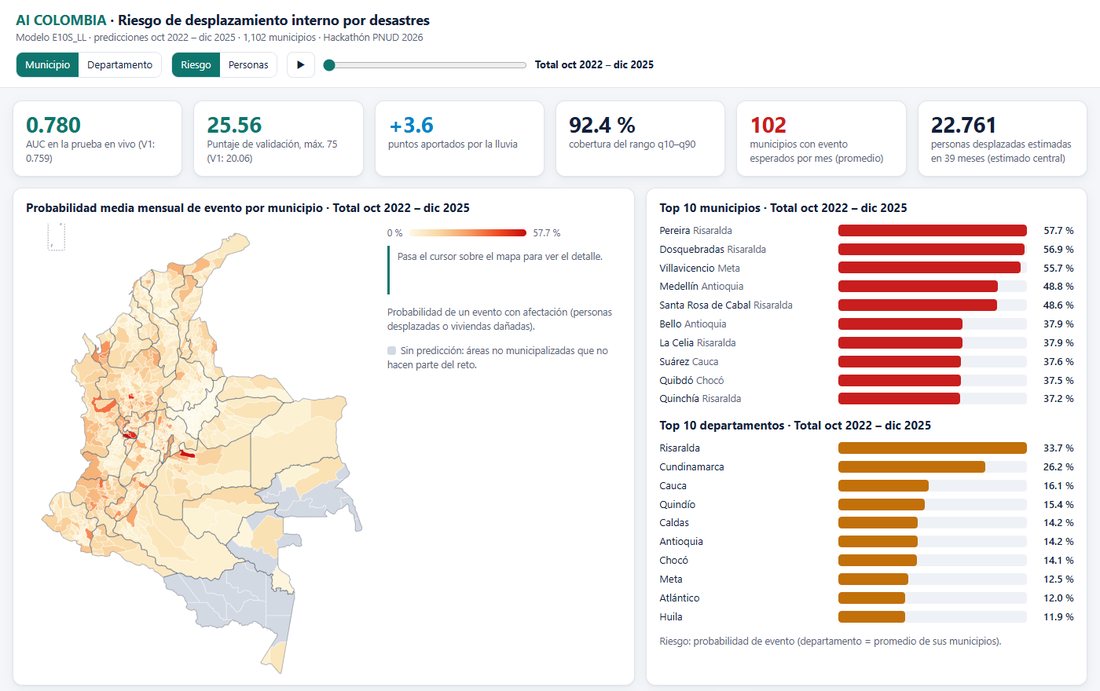 AI COLOMBIA · Riesgo de desplazamiento interno por desastres
Modelo E10S_LL · predicciones oct 2022 – dic 2025 · 1,102 municipios · Hackathón PNUD 2026
Municipio Departamento Riesgo Personas ▶ Total oct 2022 – dic 2025
0.780
AUC en la prueba en vivo (V1:
0.759)
25.56
Puntaje de validación, máx. 75
(V1: 20.06)
+3.6
puntos aportados por la lluvia
92.4 %
cobertura del rango q10–q90
102
municipios con evento
esperados por mes (promedio)
22.761
personas desplazadas estimadas
en 39 meses (estimado central)
Probabilidad media mensual de evento por municipio · Total oct 2022 – dic 2025
0 % 57.7 %
Pasa el cursor sobre el mapa para ver el detalle.
Probabilidad de un evento con afectación (personas
desplazadas o viviendas dañadas).
Sin predicción: áreas no municipalizadas que no
hacen parte del reto.
Top 10 municipios · Total oct 2022 – dic 2025
Pereira Risaralda 57.7 %
Dosquebradas Risaralda 56.9 %
Villavicencio Meta 55.7 %
Medellín Antioquia 48.8 %
Santa Rosa de Cabal Risaralda 48.6 %
Bello Antioquia 37.9 %
La Celia Risaralda 37.9 %
Suárez Cauca 37.6 %
Quibdó Chocó 37.5 %
Quinchía Risaralda 37.2 %
Top 10 departamentos · Total oct 2022 – dic 2025
Risaralda 33.7 %
Cundinamarca 26.2 %
Cauca 16.1 %
Quindío 15.4 %
Caldas 14.2 %
Antioquia 14.2 %
Chocó 14.1 %
Meta 12.5 %
Atlántico 12.0 %
Huila 11.9 %
Riesgo: probabilidad de evento (departamento = promedio de sus municipios).